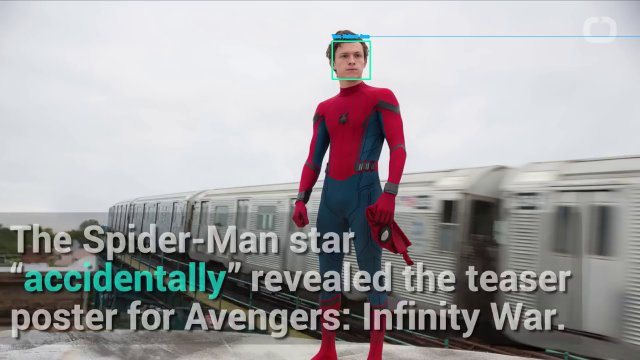 The Spider-Man star
“accidentally” revealed the teaser
poster for Avengers: Infinity War.